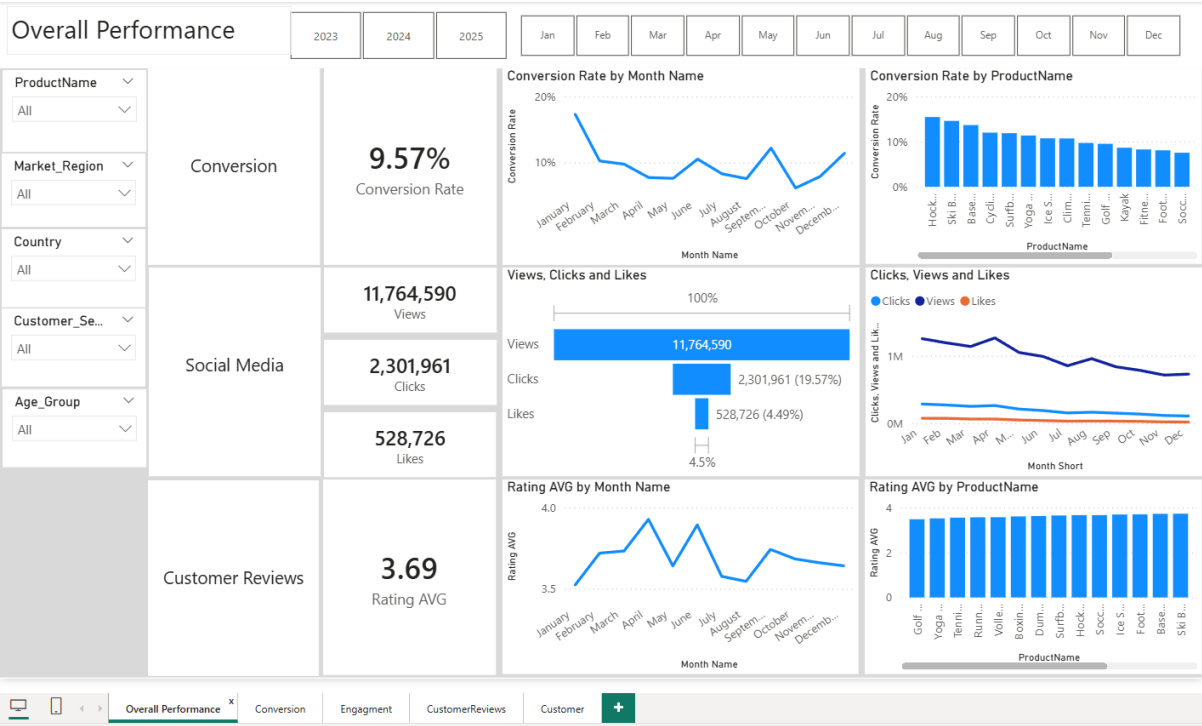 Overall Performance
2023 2024 2025 Jan Feb Mar Apr May Jun Jul Aug Sep Oct Nov Dec
ProductName
All
Market_Region
All
Country
All
Customer_Se...
All
Age_Group
All
Conversion
9.57%
Conversion Rate
Conversion Rate by Month Name
Conversion Rate
20%
10%
January February March April May June July August Septem... October Novem... Decemb...
Month Name
Conversion Rate by ProductName
Conversion Rate
20%
10%
0%
Hock... Ski B... Base... Cycli... Surfb... Yoga ... Ice S... Clim... Tenni... Golf ... Kayak Fitne... Foot... Socc...
ProductName
Social Media
11,764,590
Views
2,301,961
Clicks
528,726
Likes
Views, Clicks and Likes
100%
Views 11,764,590
Clicks 2,301,961 (19.57%)
Likes 528,726 (4.49%)
4.5%
Clicks, Views and Likes
Clicks Views Likes
Clicks, Views and Lik...
1M
0M
Jan Feb Mar Apr M... Jun Jul Aug Sep Oct Nov Dec
Month Short
Customer Reviews
3.69
Rating AVG
Rating AVG by Month Name
Rating AVG
4.0
3.5
January February March April May June July August Septem... October Novem... Decemb...
Month Name
Rating AVG by ProductName
Rating AVG
4
2
0
Golf ... Yoga ... Tenni... Runn... Volle... Boxin... Dum... Surfb... Hock... Socc... Ice S... Foot... Base... Ski B...
ProductName
Overall Performance x Conversion Engagment CustomerReviews Customer +